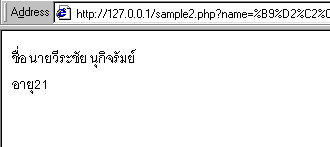 Address http://127.0.0.1/sample2.php?name=%B9%D2%C2%C
ชื่อ นายวีระชัย นุกิจรัมย์
อายุ21